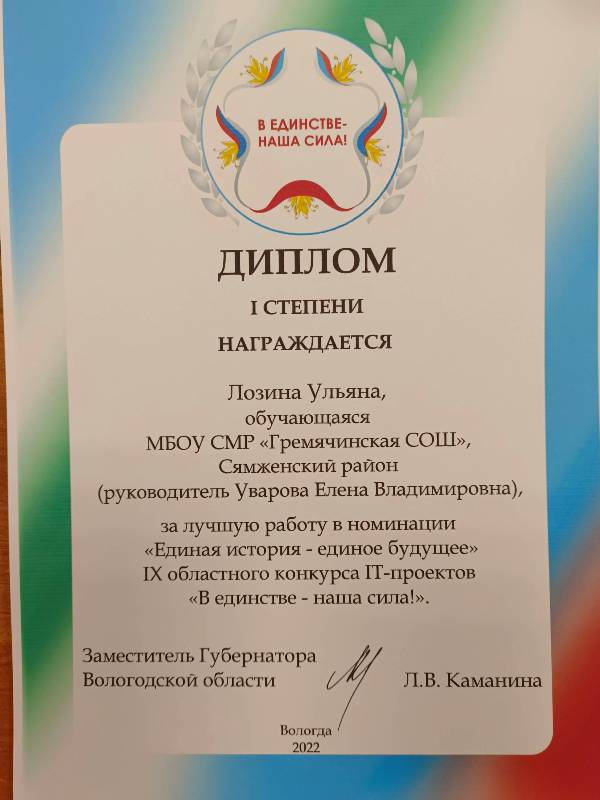 В ЕДИНСТВЕ-
НАША СИЛА!
ДИПЛОМ
I СТЕПЕНИ
НАГРАЖДАЕТСЯ
Лозина Ульяна,
обучающаяся
МБОУ СМР «Гремячинская СОШ»,
Сямженский район
(руководитель Уварова Елена Владимировна),
за лучшую работу в номинации
«Единая история - единое будущее»
IX областного конкурса IT-проектов
«В единстве - наша сила!».
Заместитель Губернатора
Вологодской области
Л.В. Каманина
Вологда
2022